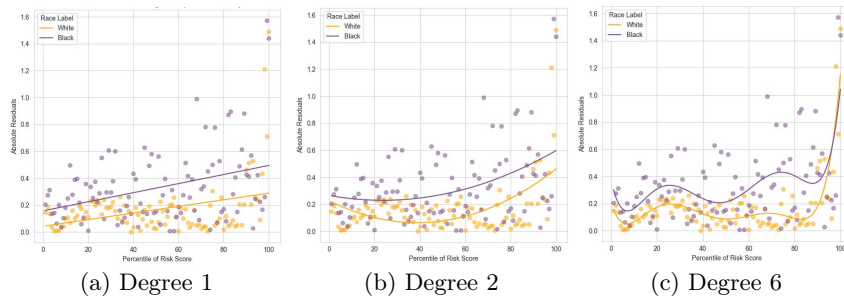 Race Label
White
Black
Absolute Residuals
1.6
1.4
1.2
1.0
0.8
0.6
0.4
0.2
0.0
0 20 40 60 80 100
Percentile of Risk Score
(a) Degree 1
Race Label
White
Black
Absolute Residuals
1.6
1.4
1.2
1.0
0.8
0.6
0.4
0.2
0.0
0 20 40 60 80 100
Percentile of Risk Score
(b) Degree 2
Race Label
White
Black
Absolute Residuals
1.6
1.4
1.2
1.0
0.8
0.6
0.4
0.2
0.0
0 20 40 60 80 100
Percentile of Risk Score
(c) Degree 6